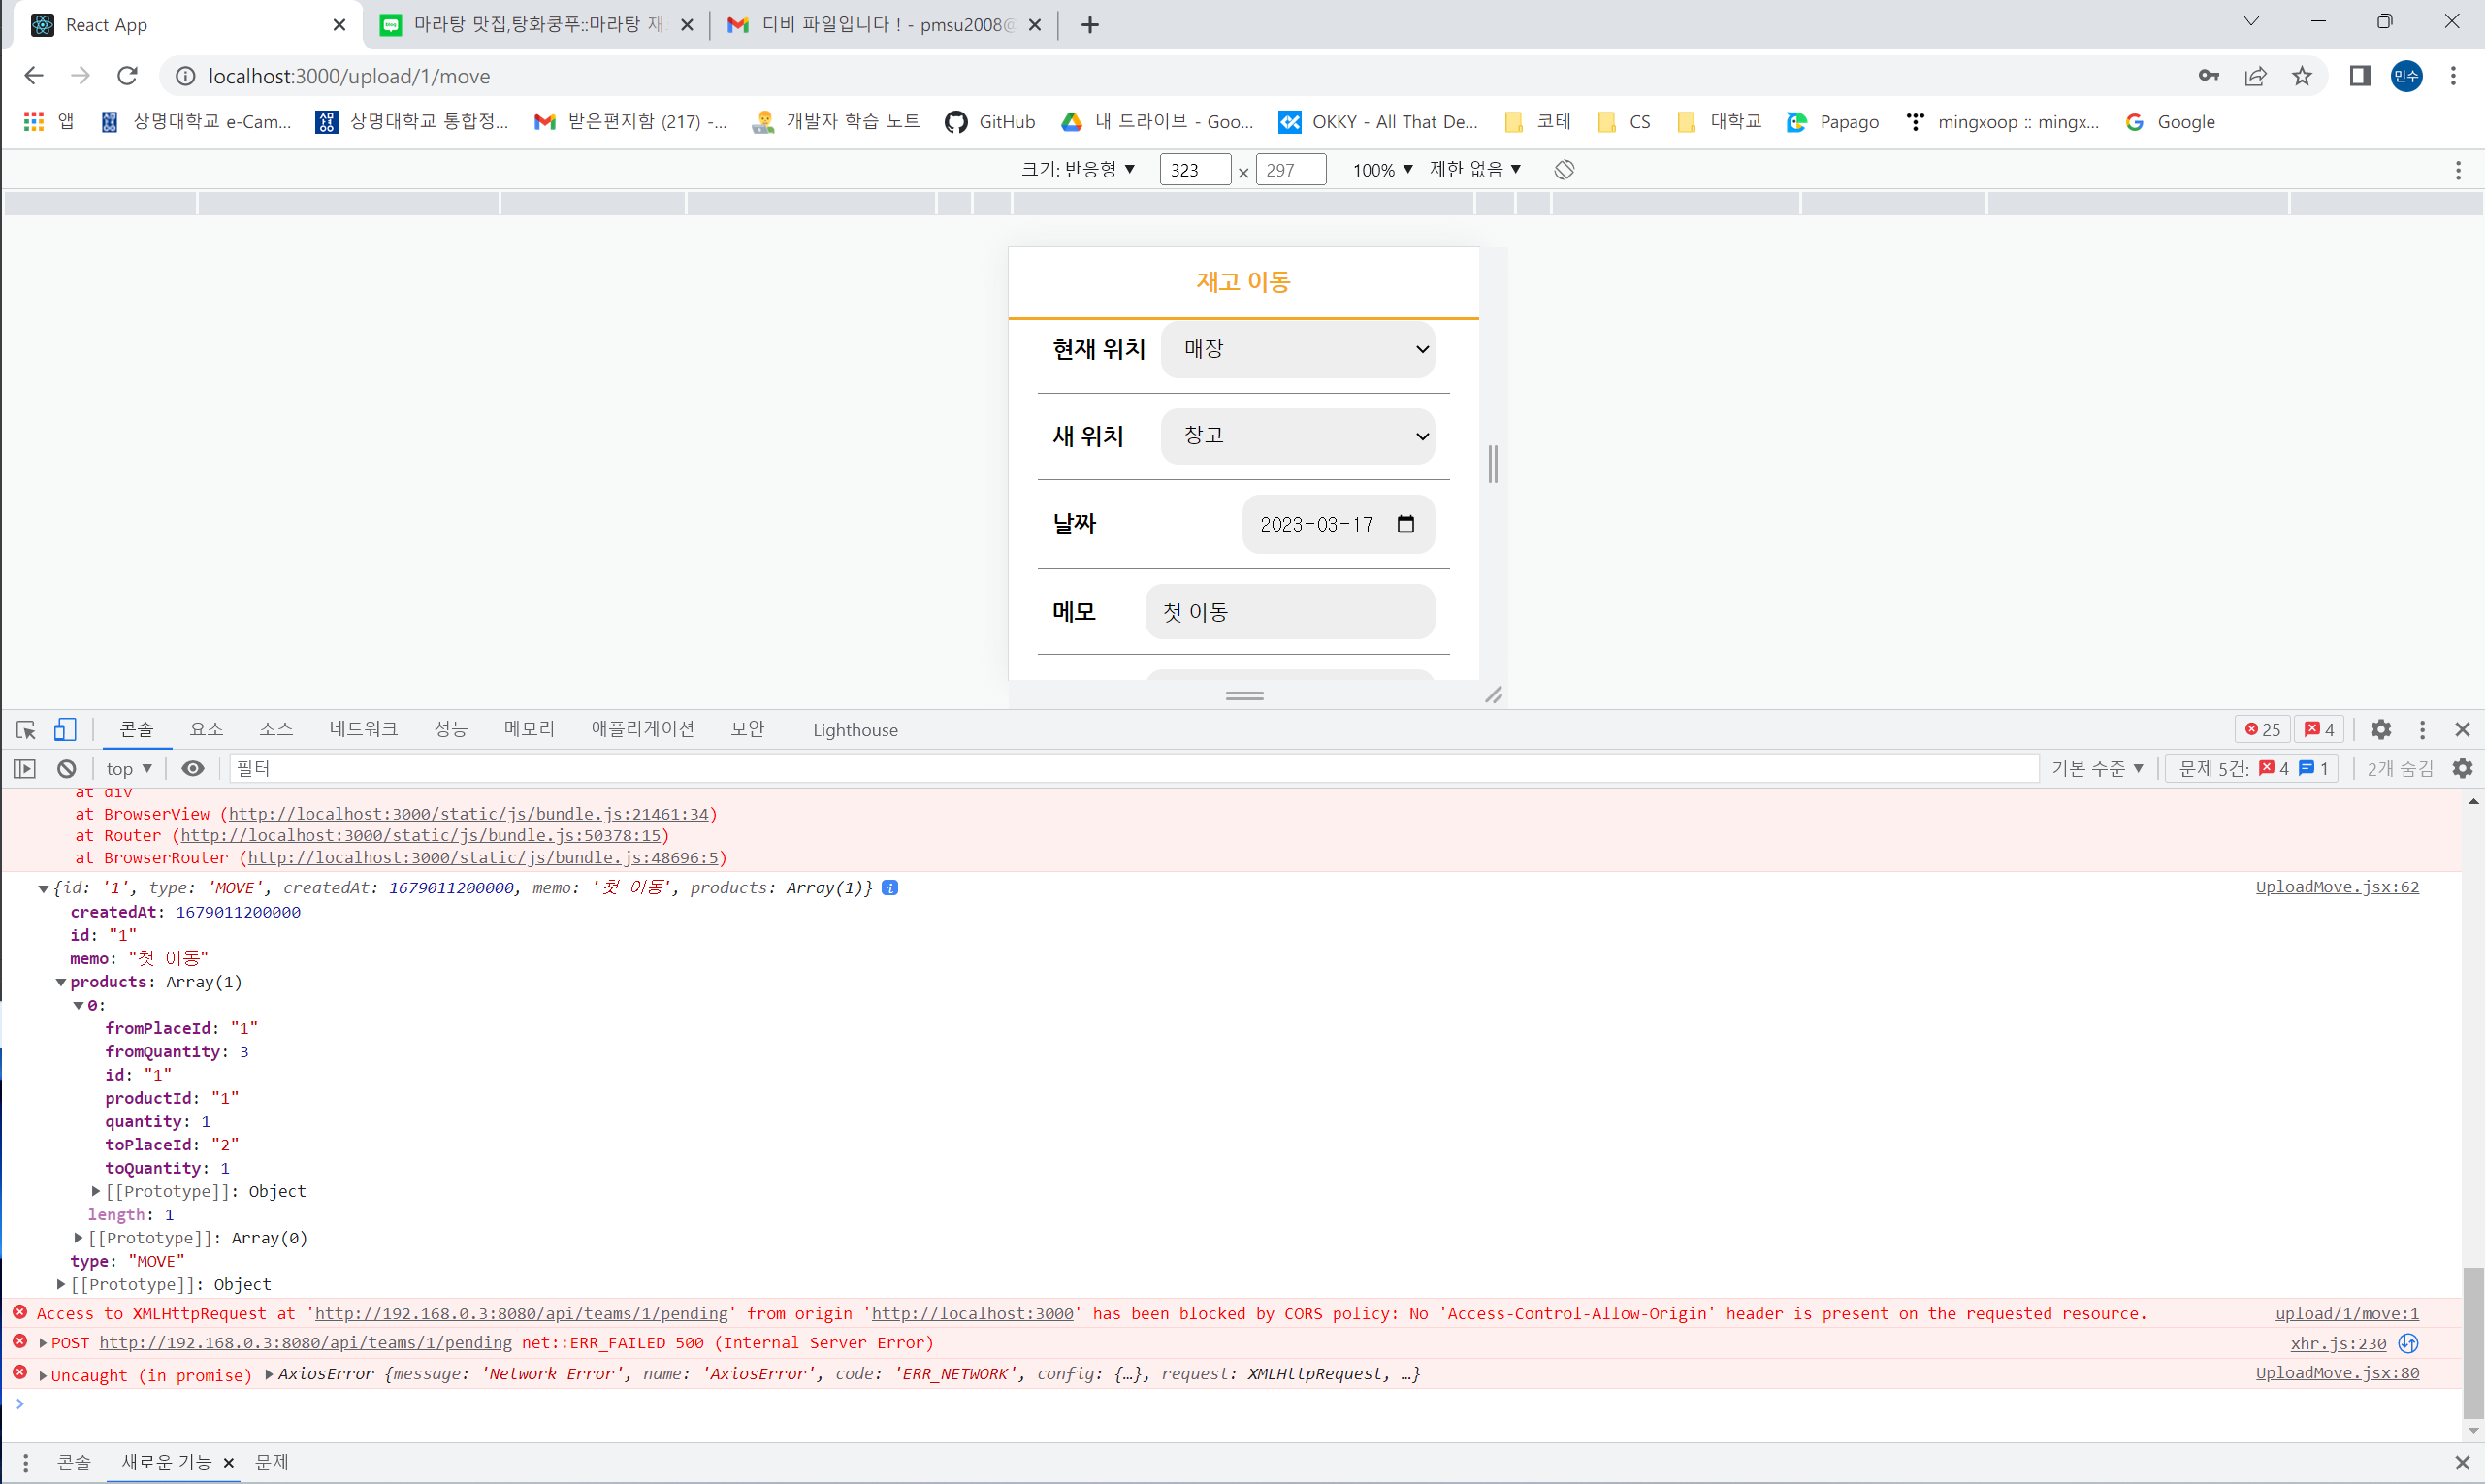 React App
마라탕 맛집,탕화쿵푸::마라탕 재
디비 파일입니다 ! - pmsu2008@
localhost:3000/upload/1/move
민수
앱
상명대학교 e-Cam...
상명대학교 통합정...
받은편지함 (217) -...
개발자 학습 노트
GitHub
내 드라이브 - Goo...
OKKY - All That De...
코테
CS
대학교
Papago
mingxoop :: mingx...
Google
크기: 반응형 ▼ 323 × 297 100% ▼ 제한 없음 ▼
재고 이동
현재 위치 매장
새 위치 창고
날짜 2023-03-17
메모 첫 이동
콘솔 요소 소스 네트워크 성능 메모리 애플리케이션 보안 Lighthouse 25 4
top ▼ 필터 기본 수준 ▼ 문제 5건: 4 1 2개 숨김
at div
at BrowserView (http://localhost:3000/static/js/bundle.js:21461:34)
at Router (http://localhost:3000/static/js/bundle.js:50378:15)
at BrowserRouter (http://localhost:3000/static/js/bundle.js:48696:5)
▼{id: '1', type: 'MOVE', createdAt: 1679011200000, memo: '첫 이동', products: Array(1)} i UploadMove.jsx:62
createdAt: 1679011200000
id: "1"
memo: "첫 이동"
▼products: Array(1)
▼0:
fromPlaceId: "1"
fromQuantity: 3
id: "1"
productId: "1"
quantity: 1
toPlaceId: "2"
toQuantity: 1
▶[[Prototype]]: Object
length: 1
▶[[Prototype]]: Array(0)
type: "MOVE"
▶[[Prototype]]: Object
Access to XMLHttpRequest at 'http://192.168.0.3:8080/api/teams/1/pending' from origin 'http://localhost:3000' has been blocked by CORS policy: No 'Access-Control-Allow-Origin' header is present on the requested resource. upload/1/move:1
▶POST http://192.168.0.3:8080/api/teams/1/pending net::ERR_FAILED 500 (Internal Server Error) xhr.js:230
▶Uncaught (in promise) ▶AxiosError {message: 'Network Error', name: 'AxiosError', code: 'ERR_NETWORK', config: {…}, request: XMLHttpRequest, …} UploadMove.jsx:80
콘솔 새로운 기능 문제